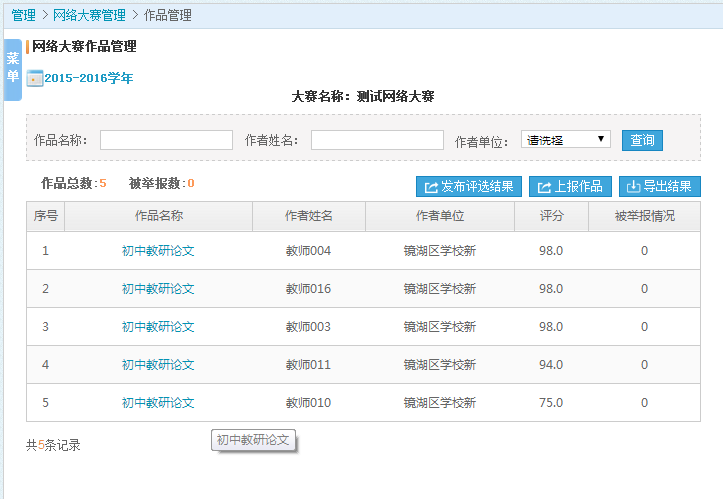 管理 > 网络大赛管理 > 作品管理
菜单
网络大赛作品管理
2015-2016学年
大赛名称：测试网络大赛
作品名称： 作者姓名： 作者单位： 请选择 查询
作品总数:5 被举报数:0 发布评选结果 上报作品 导出结果
序号 作品名称 作者姓名 作者单位 评分 被举报情况
1 初中教研论文 教师004 镜湖区学校新 98.0 0
2 初中教研论文 教师016 镜湖区学校新 98.0 0
3 初中教研论文 教师003 镜湖区学校新 98.0 0
4 初中教研论文 教师011 镜湖区学校新 94.0 0
5 初中教研论文 教师010 镜湖区学校新 75.0 0
初中教研论文
共5条记录